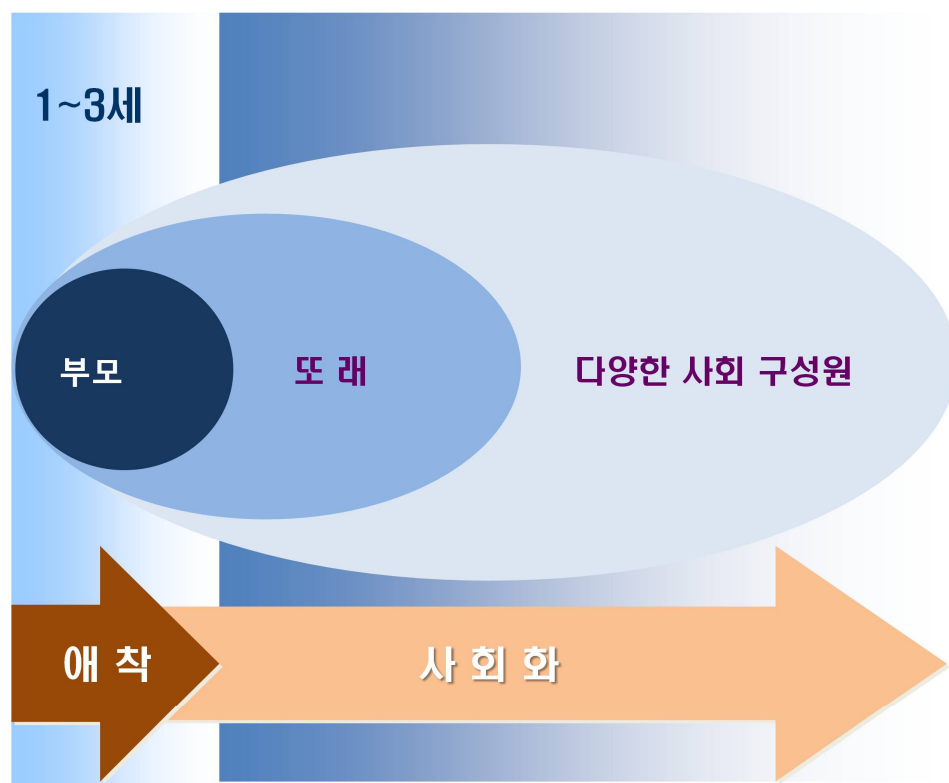 1~3세
부모
또 래
다양한 사회 구성원
애 착
사 회 화